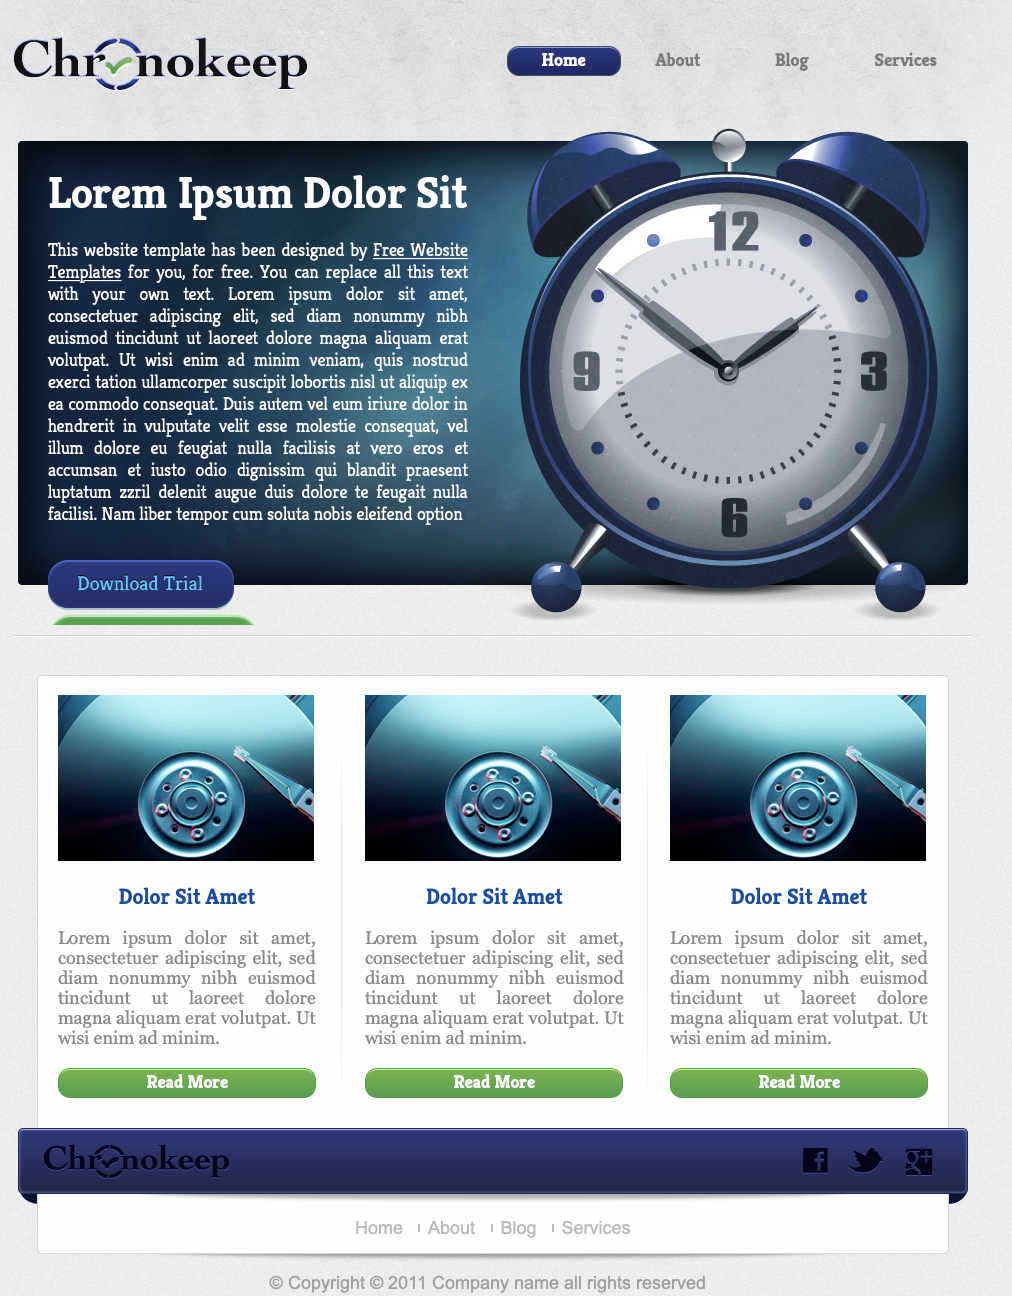 Chronokeep
Home About Blog Services
Lorem Ipsum Dolor Sit
This website template has been designed by Free Website
Templates for you, for free. You can replace all this text
with your own text. Lorem ipsum dolor sit amet,
consectetuer adipiscing elit, sed diam nonummy nibh
euismod tincidunt ut laoreet dolore magna aliquam erat
volutpat. Ut wisi enim ad minim veniam, quis nostrud
exerci tation ullamcorper suscipit lobortis nisl ut aliquip ex
ea commodo consequat. Duis autem vel eum iriure dolor in
hendrerit in vulputate velit esse molestie consequat, vel
illum dolore eu feugiat nulla facilisis at vero eros et
accumsan et iusto odio dignissim qui blandit praesent
luptatum zzril delenit augue duis dolore te feugait nulla
facilisi. Nam liber tempor cum soluta nobis eleifend option
Download Trial
12
9
3
6
Dolor Sit Amet
Lorem ipsum dolor sit amet,
consectetuer adipiscing elit, sed
diam nonummy nibh euismod
tincidunt ut laoreet dolore
magna aliquam erat volutpat. Ut
wisi enim ad minim.
Read More
Dolor Sit Amet
Lorem ipsum dolor sit amet,
consectetuer adipiscing elit, sed
diam nonummy nibh euismod
tincidunt ut laoreet dolore
magna aliquam erat volutpat. Ut
wisi enim ad minim.
Read More
Dolor Sit Amet
Lorem ipsum dolor sit amet,
consectetuer adipiscing elit, sed
diam nonummy nibh euismod
tincidunt ut laoreet dolore
magna aliquam erat volutpat. Ut
wisi enim ad minim.
Read More
Chronokeep
f g+
Home | About | Blog | Services
© Copyright © 2011 Company name all rights reserved